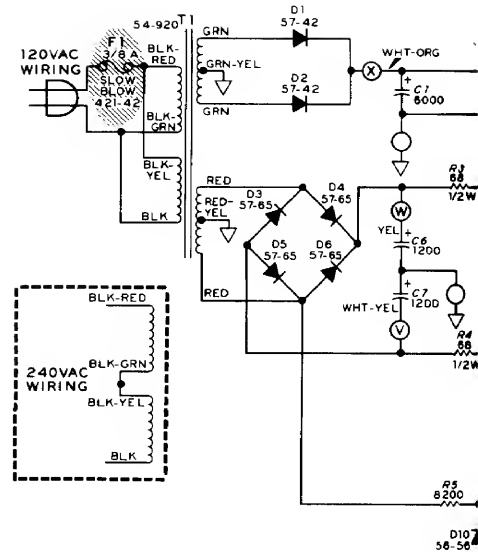 54-920
T1
D1
57-42
120VAC
WIRING
F1
3/8 A
SLOW
BLOW
421-42
BLK-
RED
GRN
GRN-YEL
GRN
D2
57-42
X
WHT-ORG
+
C1
6000
BLK-
GRN
BLK-
YEL
BLK
RED
RED-
YEL
RED
D3
57-65
D4
57-65
D5
57-65
D6
57-65
R3
68
1/2W
W
YEL
+
C6
1200
+
C7
1200
WHT-YEL
V
R4
68
1/2W
BLK-RED
240VAC
WIRING
BLK-GRN
BLK-YEL
BLK
R5
8200
D10
56-56